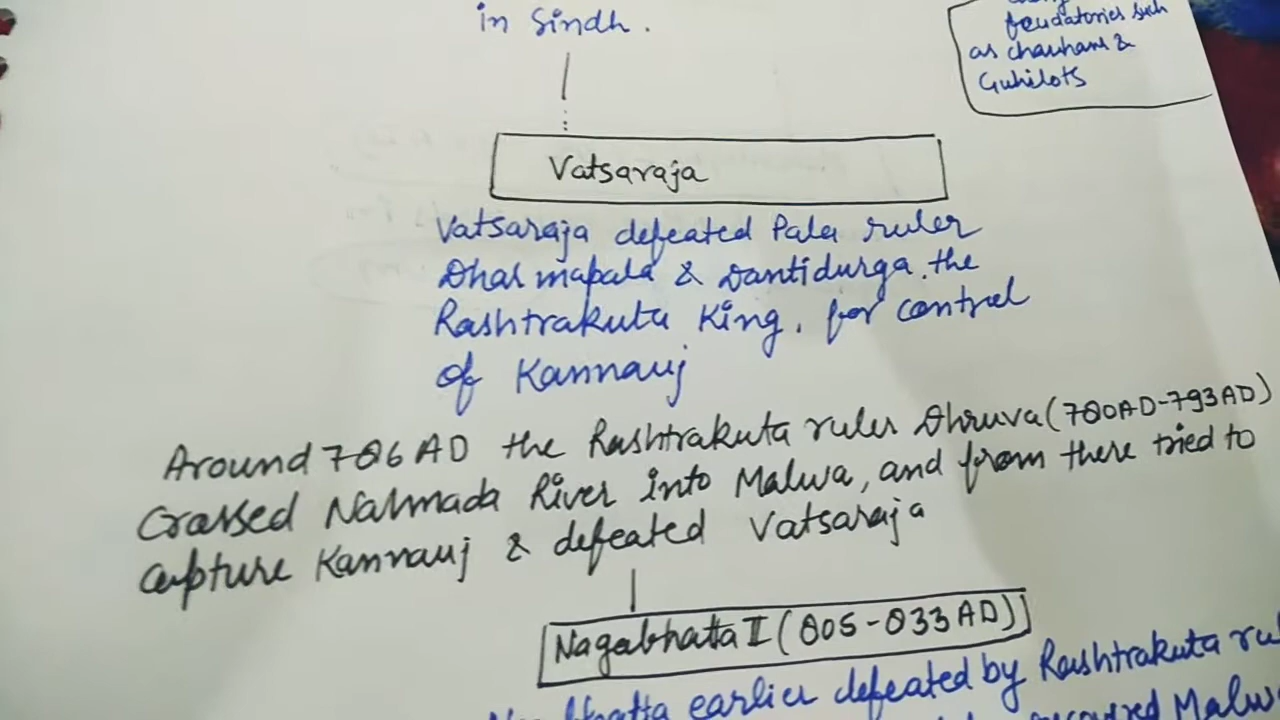 in Sindh.
feudatories such
as chauhans &
Guhilots
Vatsaraja
Vatsaraja defeated Pala ruler
Dharmapala & Dantidurga, the
Rashtrakuta King, for control
of Kannauj
Around 786 AD the Rashtrakuta ruler Dhruva (780AD-793AD)
Crossed Narmada River into Malwa, and from there tried to
capture Kannauj & defeated Vatsaraja
Nagabhatta II (805-833 AD)
earlier defeated by Rashtrakuta
Malwa